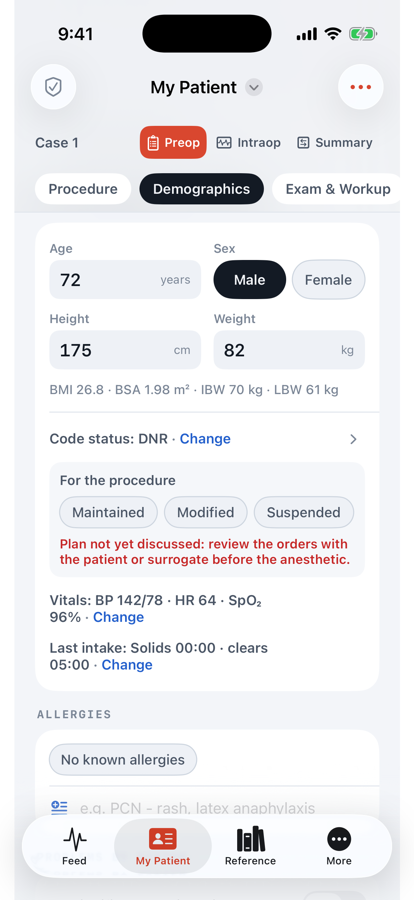 9:41
My Patient
Case 1
Preop
Intraop
Summary
Procedure
Demographics
Exam & Workup
Age
Sex
72 years
Male
Female
Height
Weight
175 cm
82 kg
BMI 26.8 · BSA 1.98 m² · IBW 70 kg · LBW 61 kg
Code status: DNR · Change
For the procedure
Maintained
Modified
Suspended
Plan not yet discussed: review the orders with
the patient or surrogate before the anesthetic.
Vitals: BP 142/78 · HR 64 · SpO₂
96% · Change
Last intake: Solids 00:00 · clears
05:00 · Change
ALLERGIES
No known allergies
e.g. PCN - rash, latex anaphylaxis
Feed
My Patient
Reference
More